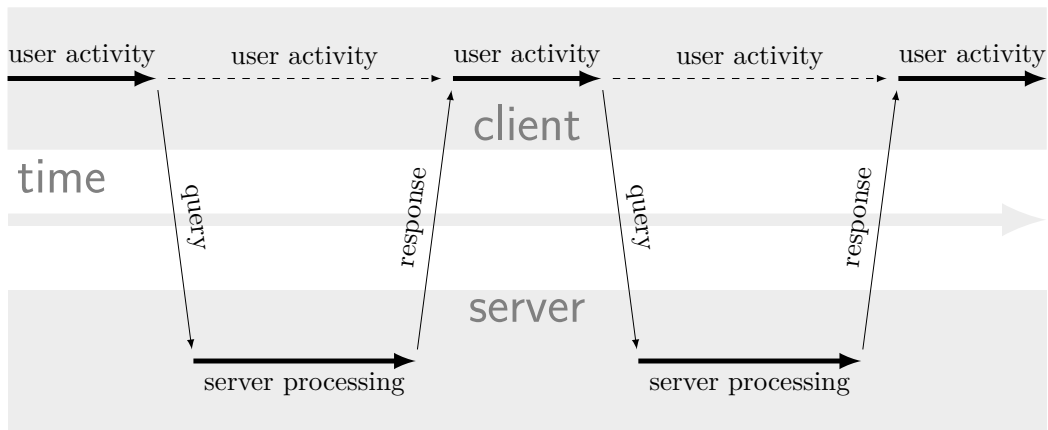 user activity
user activity
user activity
user activity
user activity
client
time
query
response
query
response
server
server processing
server processing